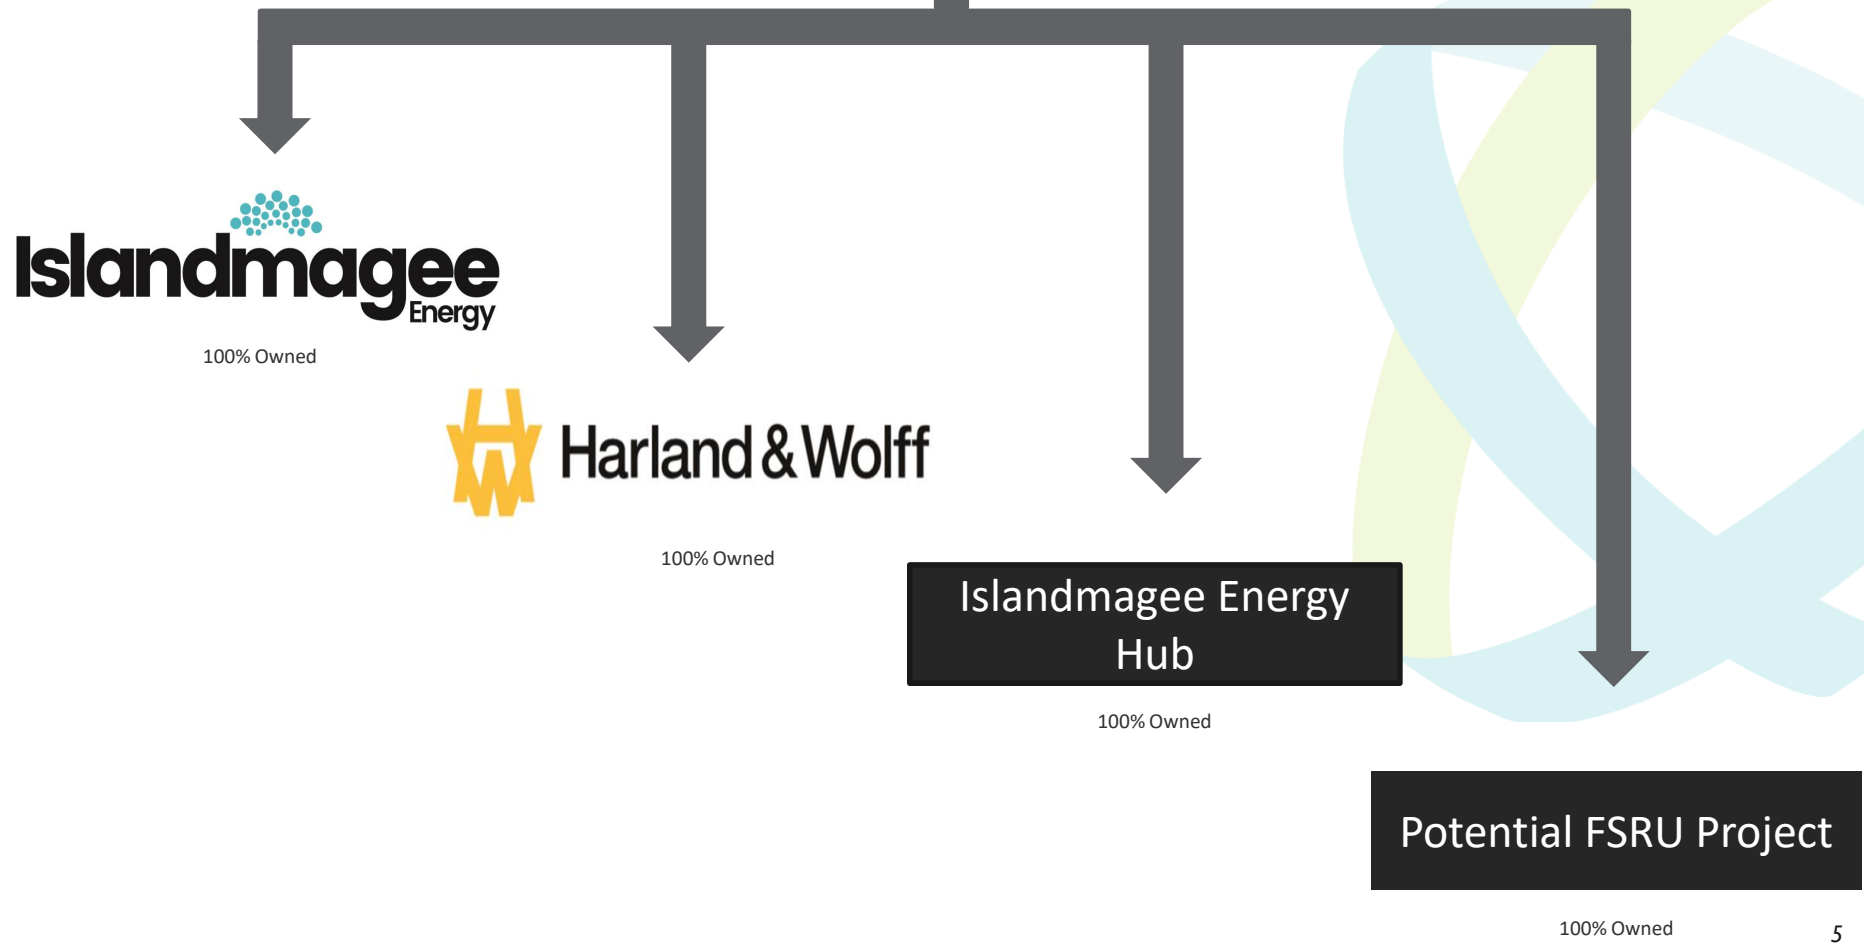 Islandmagee
Energy
100% Owned
Harland & Wolff
100% Owned
Islandmagee Energy
Hub
100% Owned
Potential FSRU Project
100% Owned
5